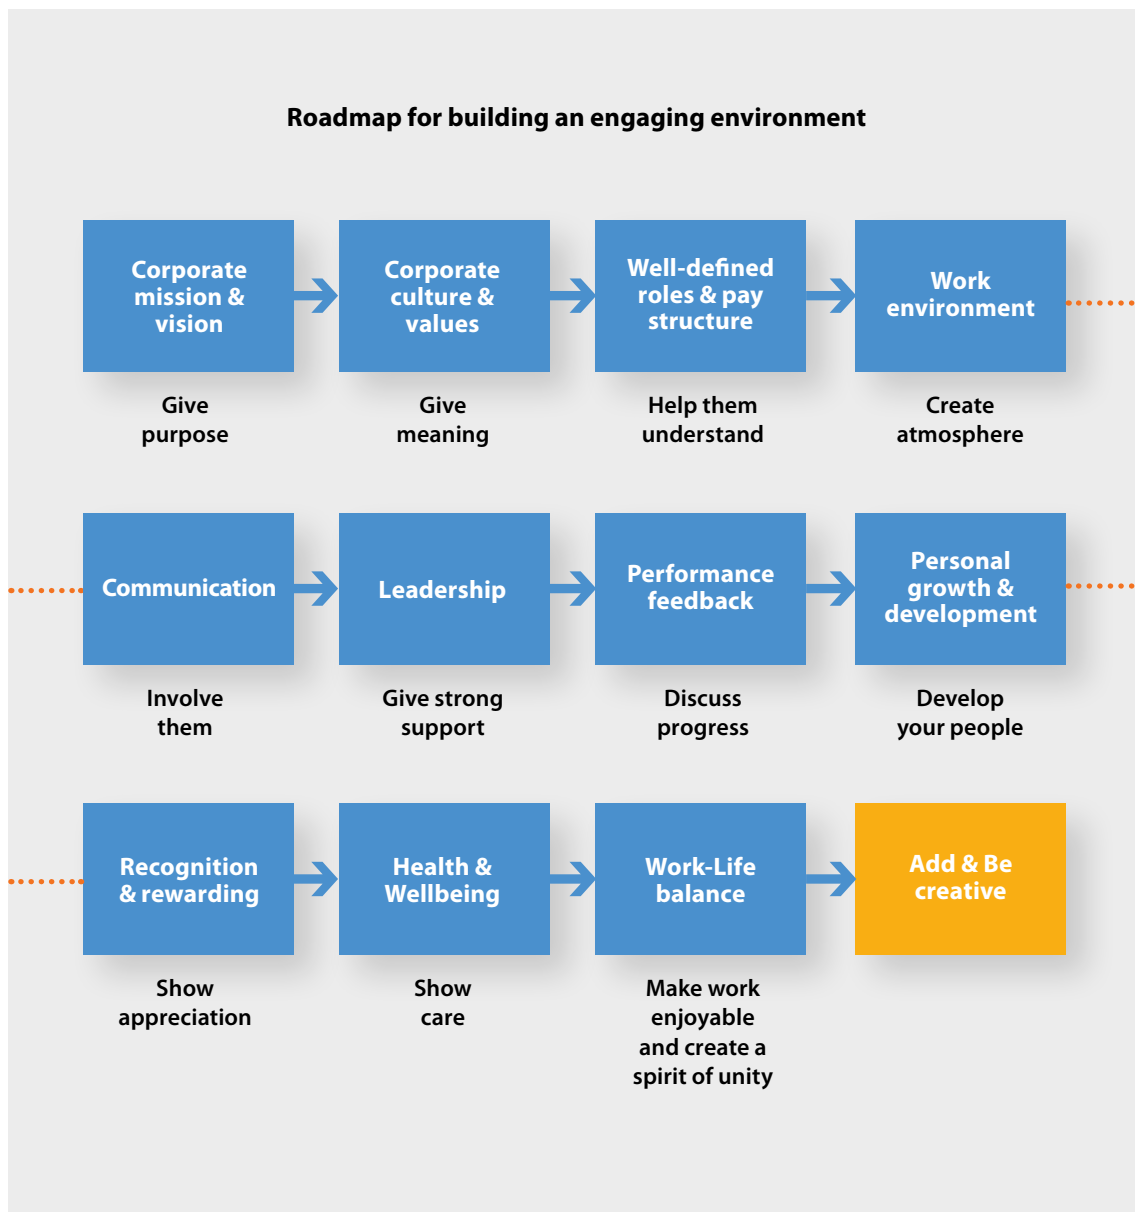 Roadmap for building an engaging environment
Corporate
mission &
vision
Corporate
culture &
values
Well-defined
roles & pay
structure
Work
environment
Give
purpose
Give
meaning
Help them
understand
Create
atmosphere
Communication
Leadership
Performance
feedback
Personal
growth &
development
Involve
them
Give strong
support
Discuss
progress
Develop
your people
Recognition
& rewarding
Health &
Wellbeing
Work-Life
balance
Add & Be
creative
Show
appreciation
Show
care
Make work
enjoyable
and create a
spirit of unity